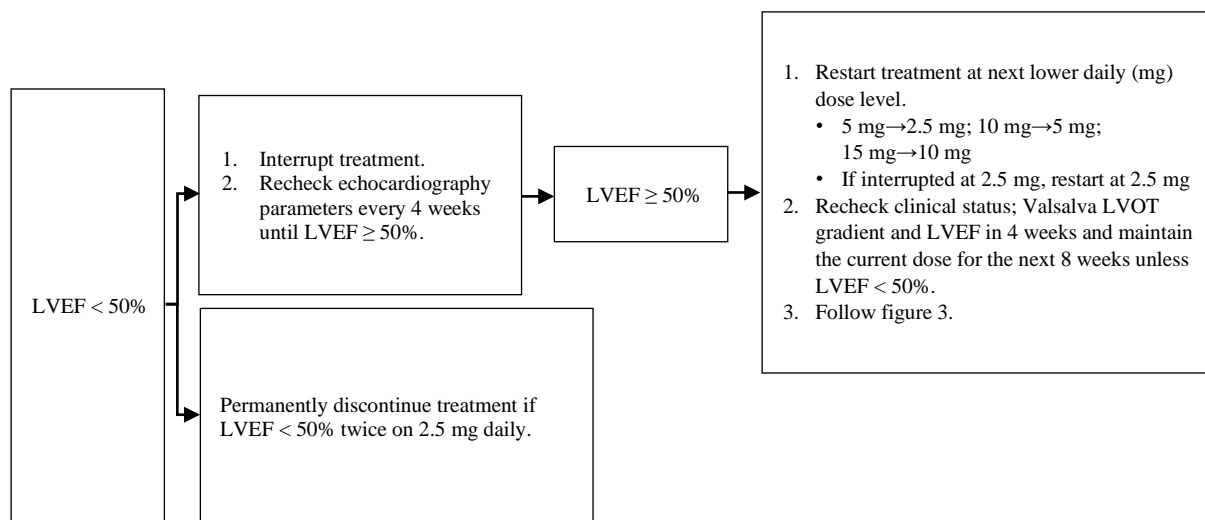 LVEF < 50%
1. Interrupt treatment.
2. Recheck echocardiography
parameters every 4 weeks
until LVEF ≥ 50%.
Permanently discontinue treatment if
LVEF < 50% twice on 2.5 mg daily.
LVEF ≥ 50%
1. Restart treatment at next lower daily (mg)
dose level.
• 5 mg→2.5 mg; 10 mg→5 mg;
15 mg→10 mg
• If interrupted at 2.5 mg, restart at 2.5 mg
2. Recheck clinical status; Valsalva LVOT
gradient and LVEF in 4 weeks and maintain
the current dose for the next 8 weeks unless
LVEF < 50%.
3. Follow figure 3.